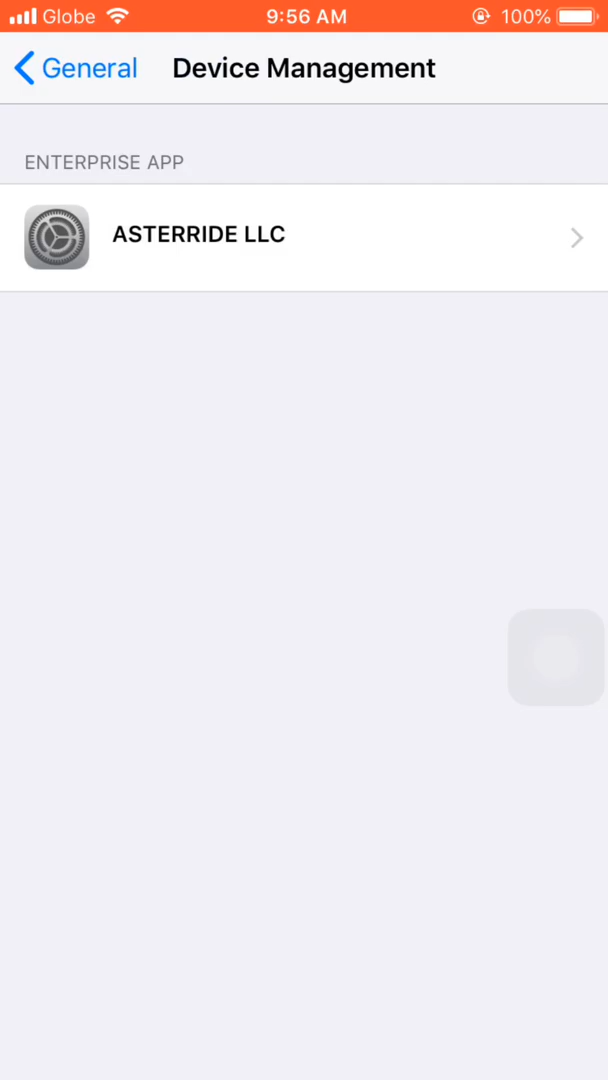 Globe 9:56 AM 100%
General Device Management
ENTERPRISE APP
ASTERRIDE LLC